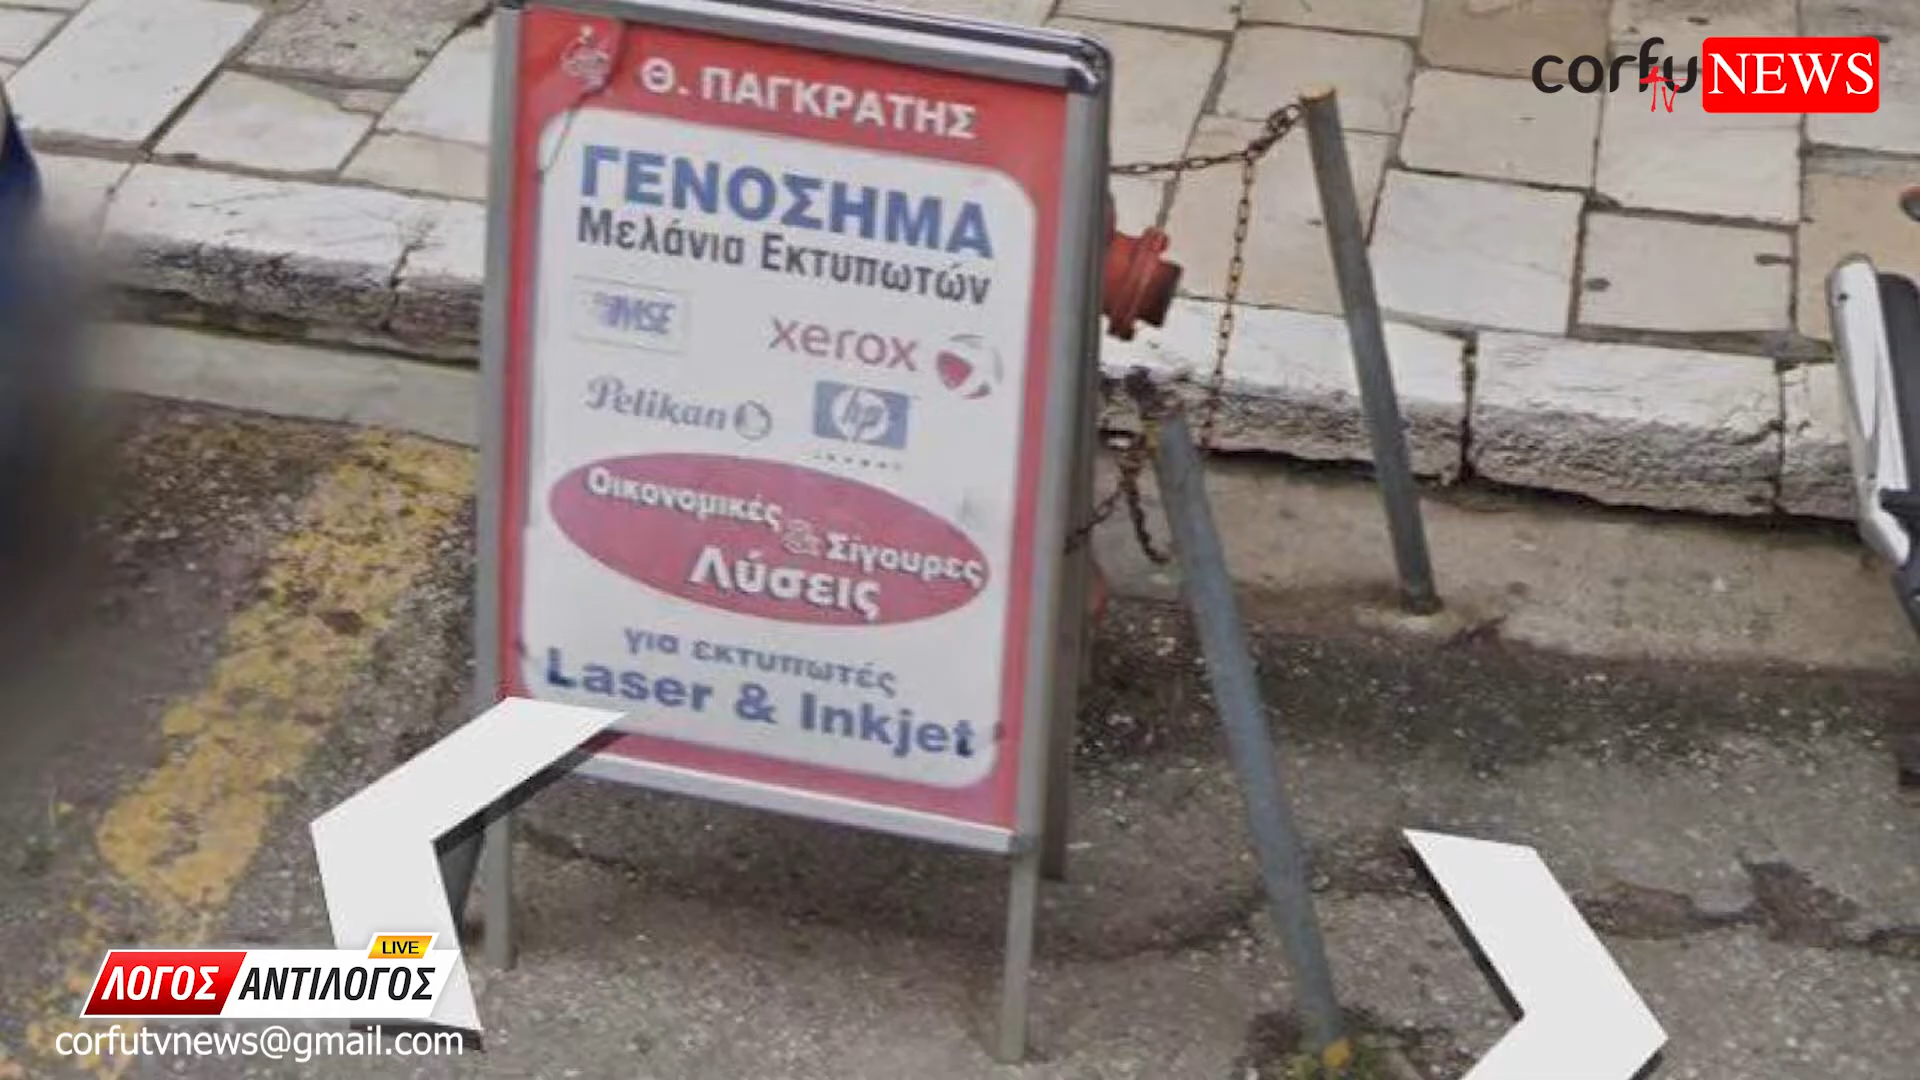 corfu TV NEWS
Θ. ΠΑΓΚΡΑΤΗΣ
ΓΕΝΟΣΗΜΑ
Μελάνια Εκτυπωτών
MSE
xerox
Pelikan
hp
Οικονομικές & Σίγουρες
Λύσεις
για εκτυπωτές
Laser & Inkjet
LIVE
ΛΟΓΟΣ ΑΝΤΙΛΟΓΟΣ
corfutvnews@gmail.com